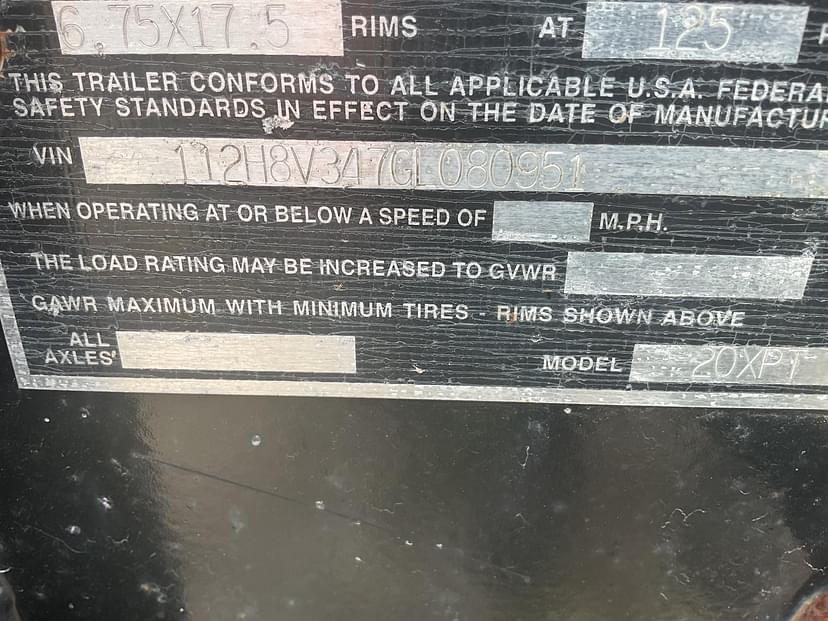 6.75X17.5 RIMS AT 125
THIS TRAILER CONFORMS TO ALL APPLICABLE U.S.A. FEDERAL
SAFETY STANDARDS IN EFFECT ON THE DATE OF MANUFACTUR
VIN 112H8V347GL080951
WHEN OPERATING AT OR BELOW A SPEED OF M.P.H.
THE LOAD RATING MAY BE INCREASED TO GVWR
GAWR MAXIMUM WITH MINIMUM TIRES - RIMS SHOWN ABOVE
ALL
AXLES MODEL 20XPT